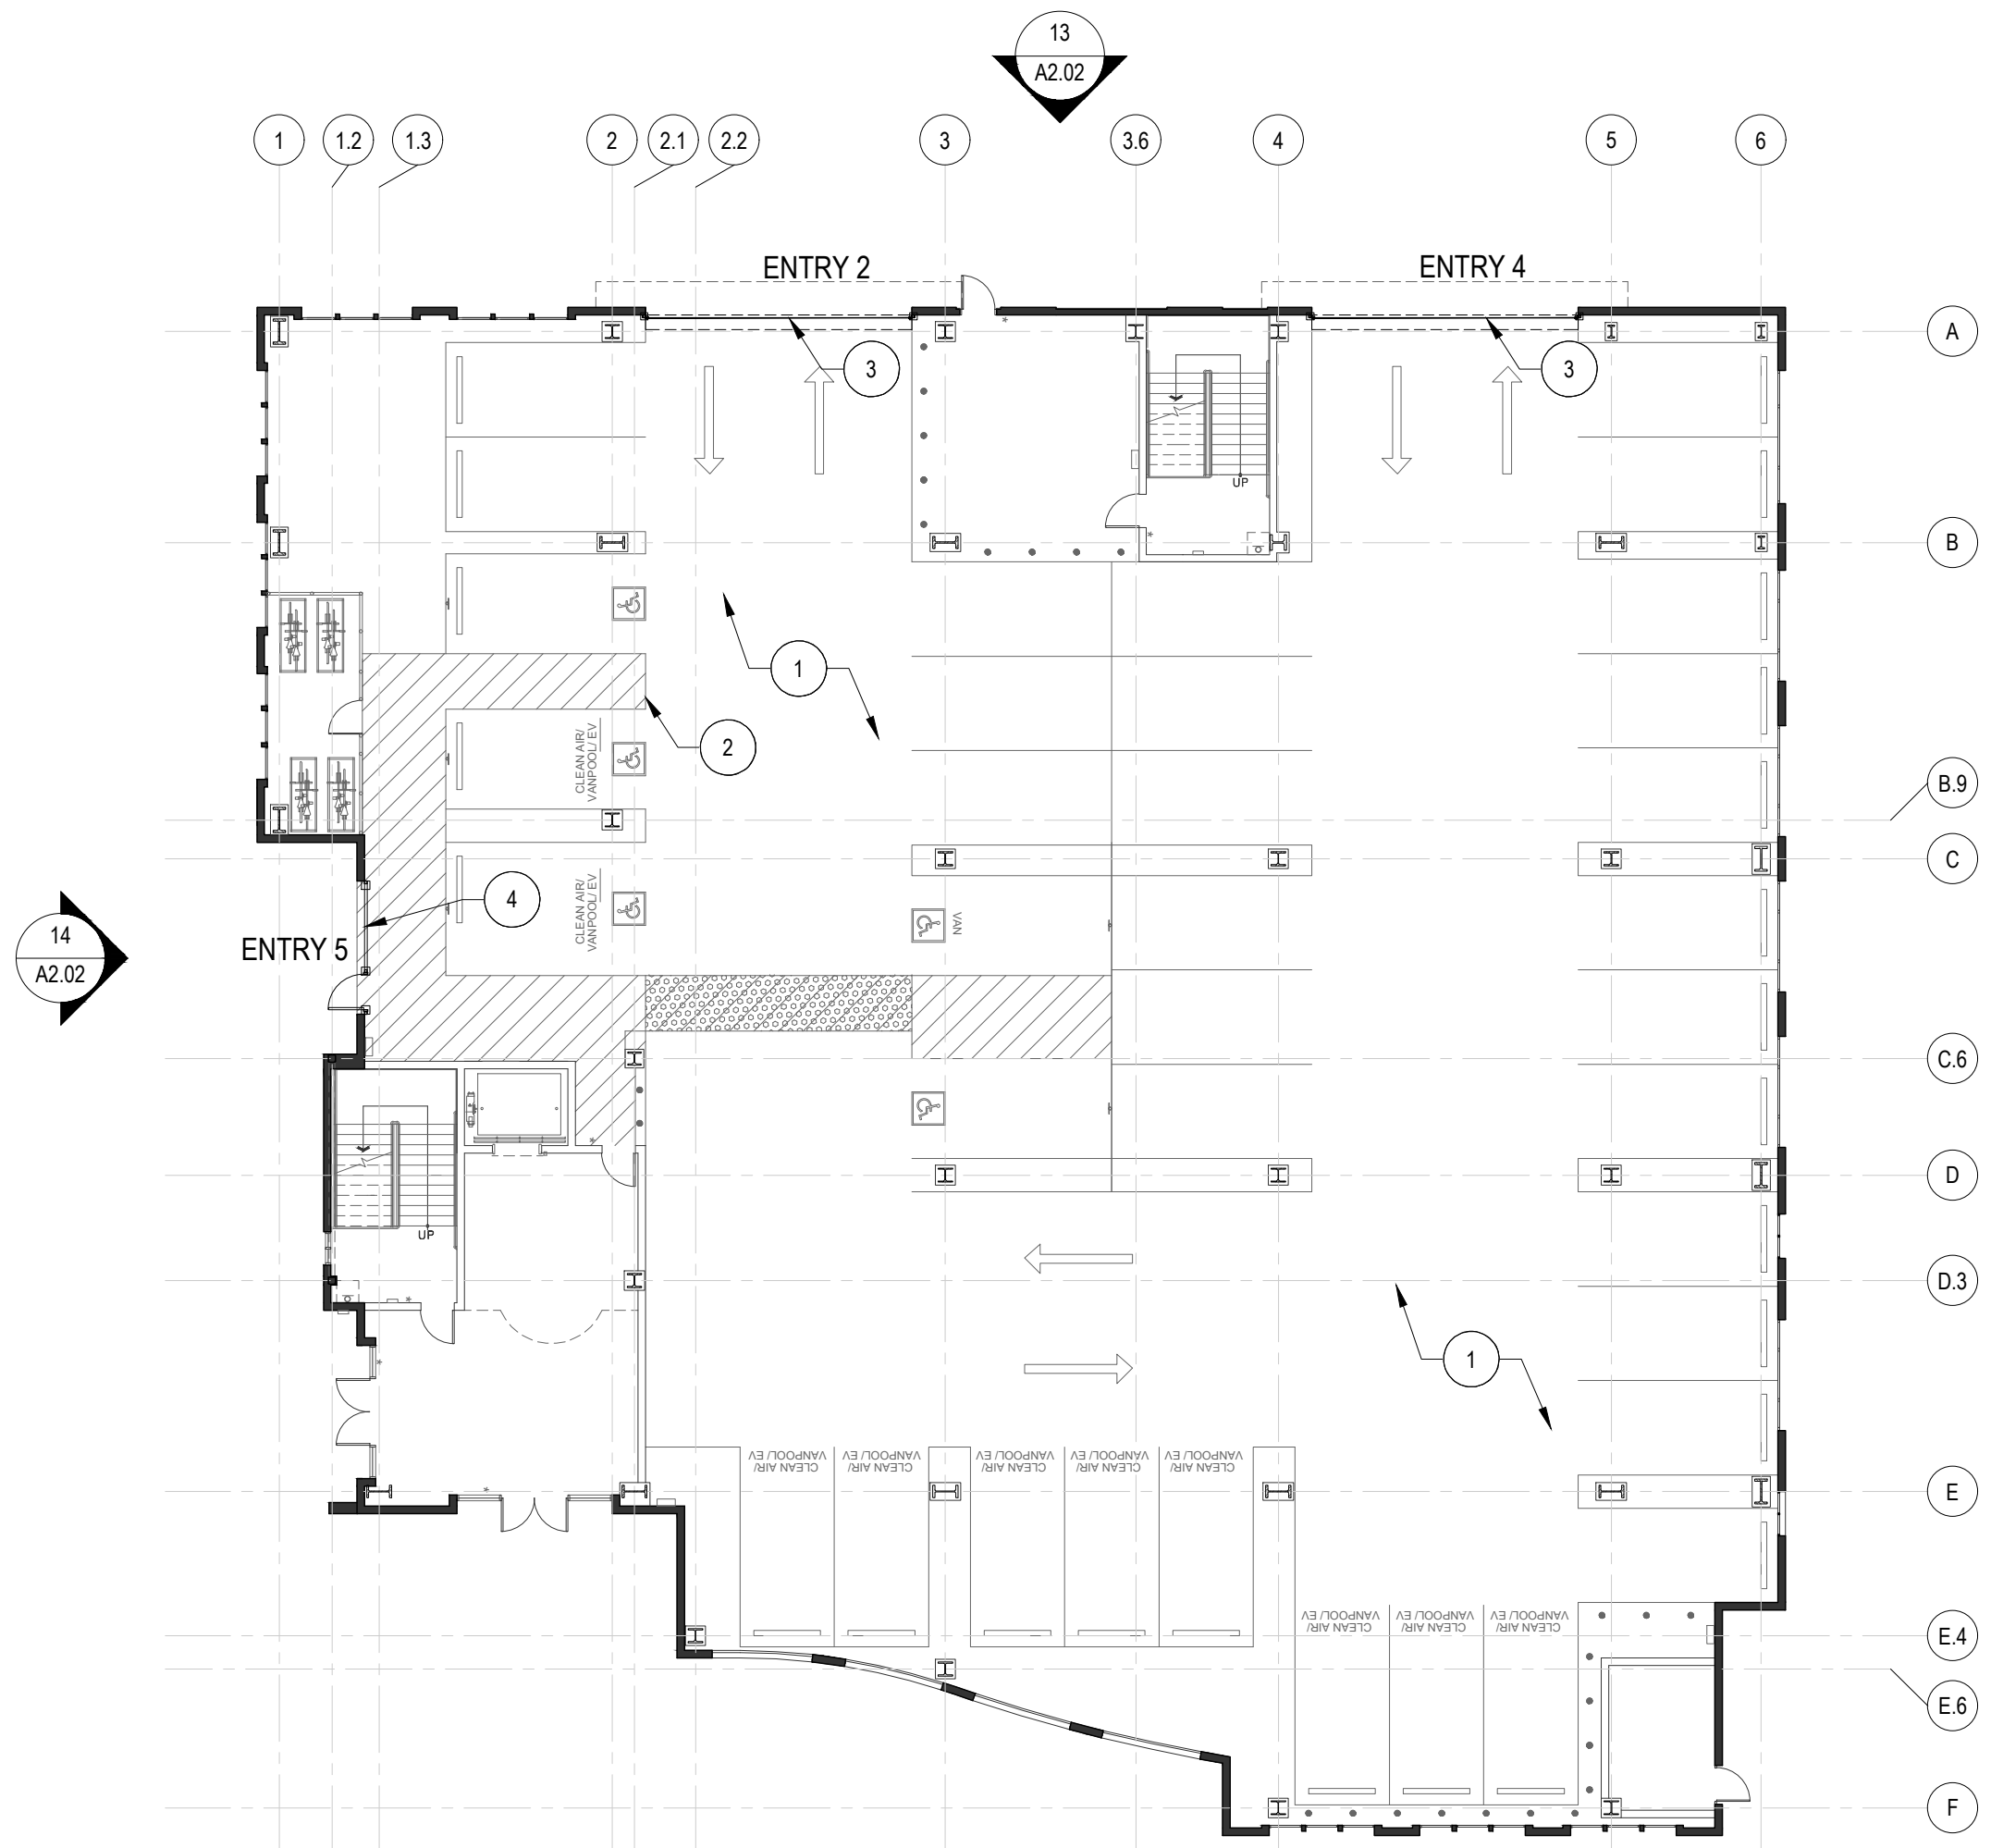 13
A2.02
1
1.2
1.3
2
2.1
2.2
3
3.6
4
5
6
ENTRY 2
ENTRY 4
A
3
3
UP
B
1
2
CLEAN AIR/
VANPOOL/ EV
B.9
C
4
CLEAN AIR/
VANPOOL/ EV
VAN
14
A2.02
ENTRY 5
C.6
D
UP
D.3
1
CLEAN AIR/
VANPOOL/ EV
CLEAN AIR/
VANPOOL/ EV
CLEAN AIR/
VANPOOL/ EV
CLEAN AIR/
VANPOOL/ EV
CLEAN AIR/
VANPOOL/ EV
E
CLEAN AIR/
VANPOOL/ EV
CLEAN AIR/
VANPOOL/ EV
CLEAN AIR/
VANPOOL/ EV
E.4
E.6
F